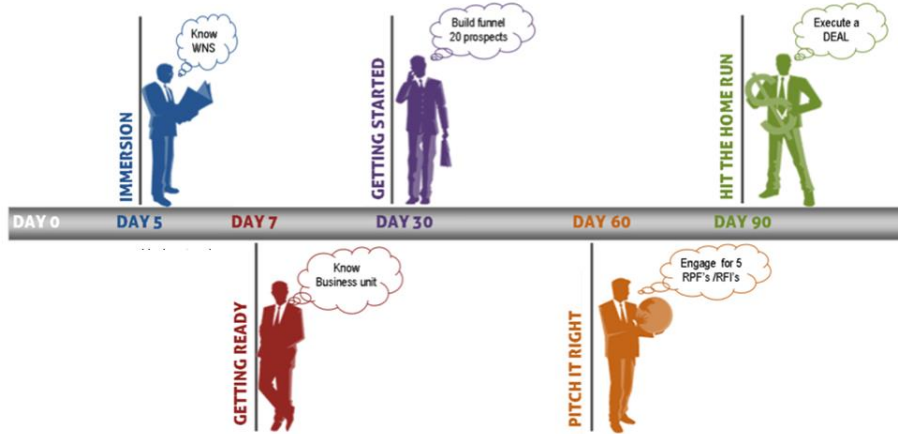 Know
WNS
Build funnel
20 prospects
Execute a
DEAL
IMMERSION
GETTING STARTED
HIT THE HOME RUN
DAY 0
DAY 5
DAY 7
DAY 30
DAY 60
DAY 90
Know
Business unit
Engage for 5
RPF's /RFI's
GETTING READY
PITCH IT RIGHT